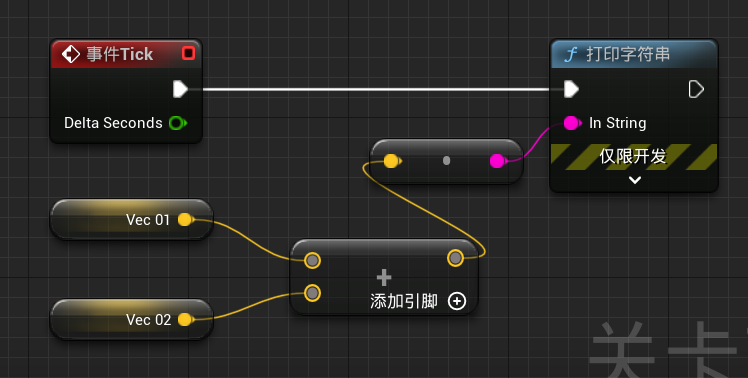 事件Tick
打印字符串
Delta Seconds
In String
仅限开发
Vec 01
添加引脚
Vec 02
关卡